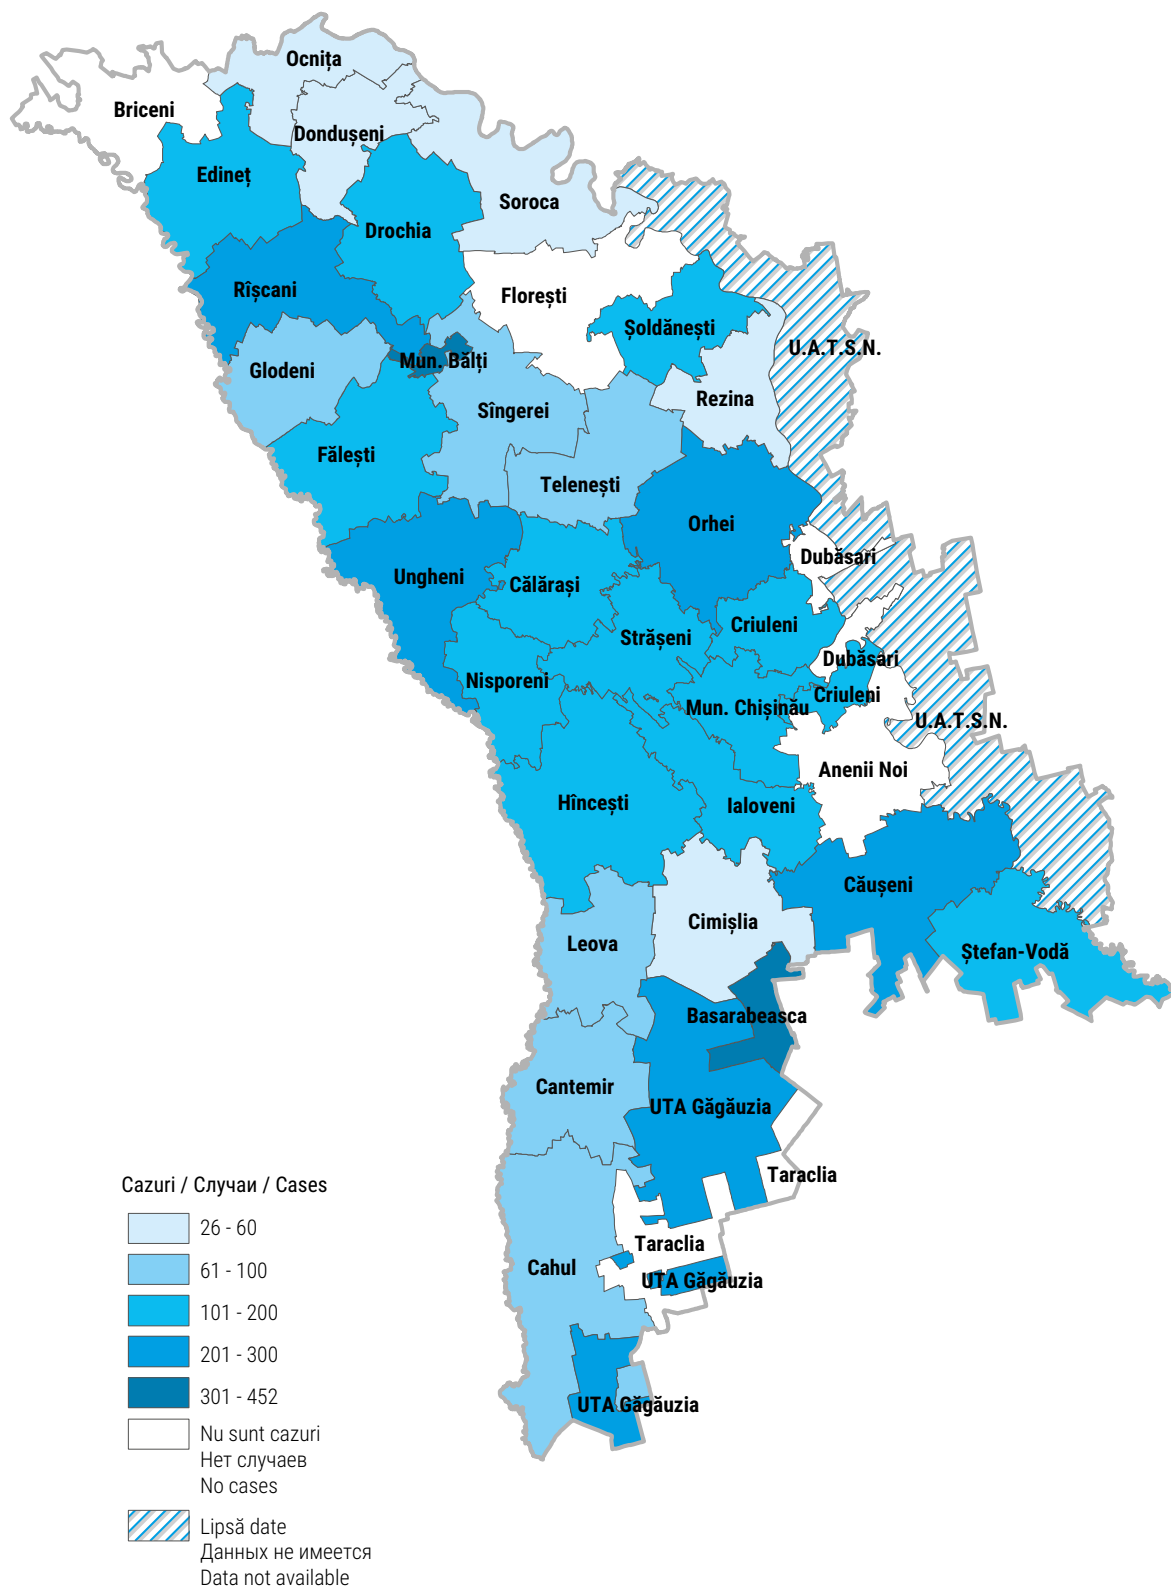 Ocnița
Briceni
Dondușeni
Edineț
Soroca
Drochia
Rîșcani
Florești
Șoldănești
U.A.T.S.N.
Mun. Bălți
Glodeni
Rezina
Sîngerei
Fălești
Telenești
Orhei
Dubăsari
Ungheni
Călărași
Criuleni
Strășeni
Dubăsari
Nisporeni
Criuleni
Mun. Chișinău
U.A.T.S.N.
Anenii Noi
Hîncești
Ialoveni
Căușeni
Cimișlia
Leova
Ștefan-Vodă
Basarabeasca
Cantemir
UTA Găgăuzia
Taraclia
Taraclia
Cahul
UTA Găgăuzia
UTA Găgăuzia
Cazuri / Случаи / Cases
26 - 60
61 - 100
101 - 200
201 - 300
301 - 452
Nu sunt cazuri
Нет случаев
No cases
Lipsă date
Данных не имеется
Data not available